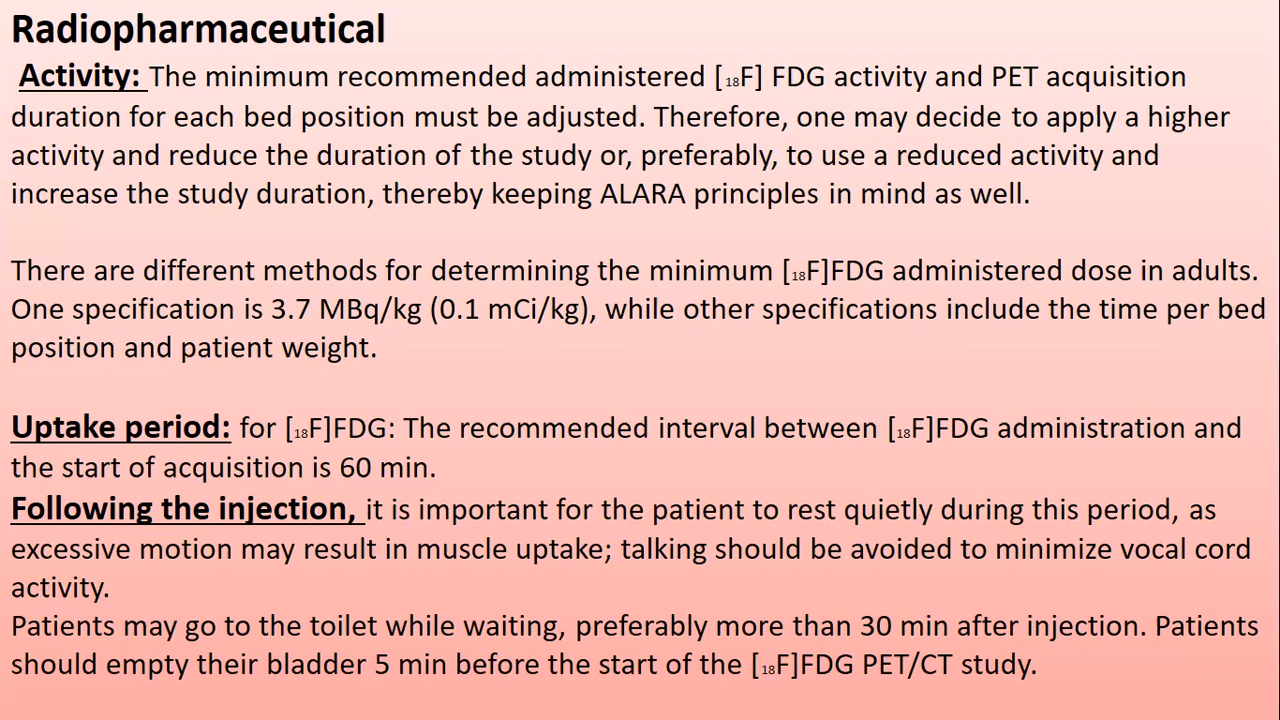 Radiopharmaceutical
Activity: The minimum recommended administered [18F] FDG activity and PET acquisition
duration for each bed position must be adjusted. Therefore, one may decide to apply a higher
activity and reduce the duration of the study or, preferably, to use a reduced activity and
increase the study duration, thereby keeping ALARA principles in mind as well.
There are different methods for determining the minimum [18F]FDG administered dose in adults.
One specification is 3.7 MBq/kg (0.1 mCi/kg), while other specifications include the time per bed
position and patient weight.
Uptake period: for [18F]FDG: The recommended interval between [18F]FDG administration and
the start of acquisition is 60 min.
Following the injection, it is important for the patient to rest quietly during this period, as
excessive motion may result in muscle uptake; talking should be avoided to minimize vocal cord
activity.
Patients may go to the toilet while waiting, preferably more than 30 min after injection. Patients
should empty their bladder 5 min before the start of the [18F]FDG PET/CT study.